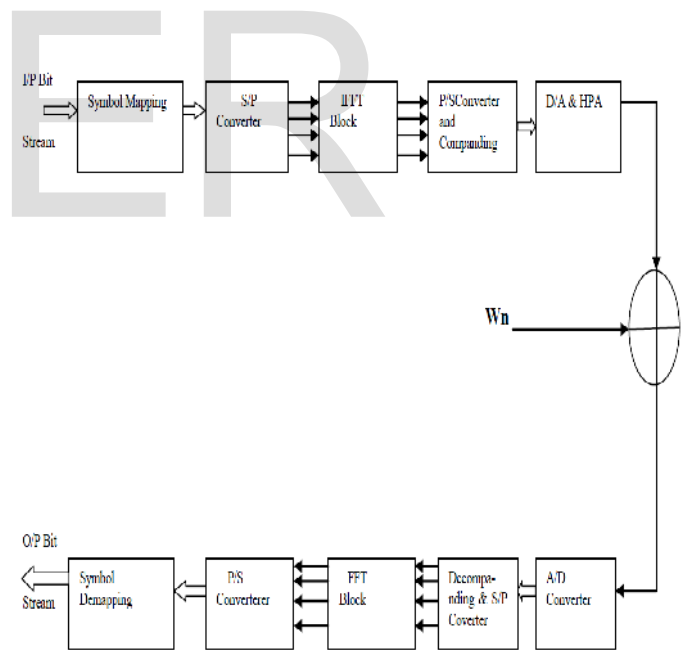 ER
I/P Bit
Stream
Symbol Mapping
S/P
Converter
IFFT
Block
P/SConverter
and
Companding
D/A & HPA
Wn
O/P Bit
Stream
Symbol
Demapping
P/S
Converterer
FFT
Block
Decompa-
nding & S/P
Coverter
A/D
Converter